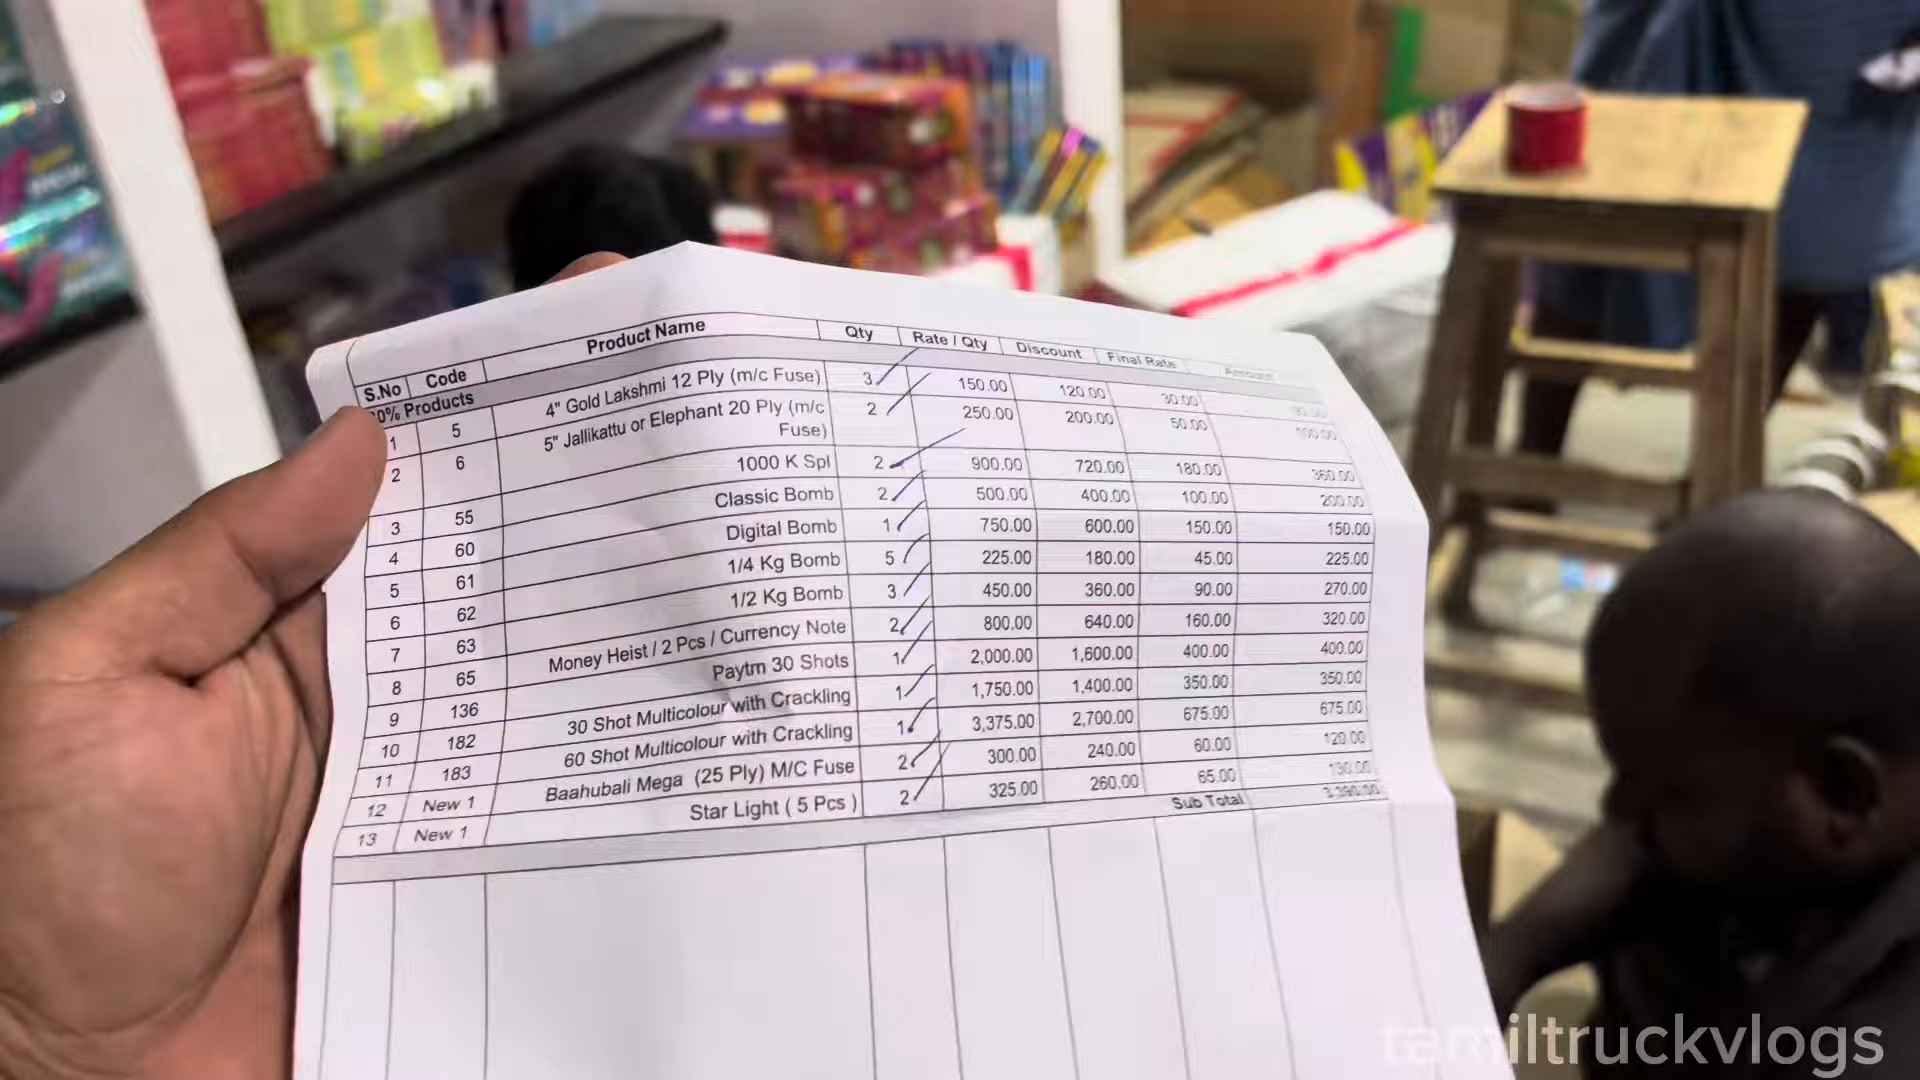 S.No Code Product Name Qty Rate / Qty Discount Final Rate Amount
0% Products
1 5 4" Gold Lakshmi 12 Ply (m/c Fuse) 3 150.00 120.00 30.00 90.00
2 6 5" Jallikattu or Elephant 20 Ply (m/c 2 250.00 200.00 50.00 100.00
Fuse)
3 55 1000 K Spl 2 900.00 720.00 180.00 360.00
4 60 Classic Bomb 2 500.00 400.00 100.00 200.00
5 61 Digital Bomb 1 750.00 600.00 150.00 150.00
6 62 1/4 Kg Bomb 5 225.00 180.00 45.00 225.00
7 63 1/2 Kg Bomb 3 450.00 360.00 90.00 270.00
8 65 Money Heist / 2 Pcs / Currency Note 2 800.00 640.00 160.00 320.00
9 136 Paytm 30 Shots 1 2,000.00 1,600.00 400.00 400.00
10 182 30 Shot Multicolour with Crackling 1 1,750.00 1,400.00 350.00 350.00
11 183 60 Shot Multicolour with Crackling 1 3,375.00 2,700.00 675.00 675.00
12 New 1 Baahubali Mega (25 Ply) M/C Fuse 2 300.00 240.00 60.00 120.00
13 New 1 Star Light ( 5 Pcs ) 2 325.00 260.00 65.00 130.00
Sub Total 3,390.00
tamiltruckvlogs